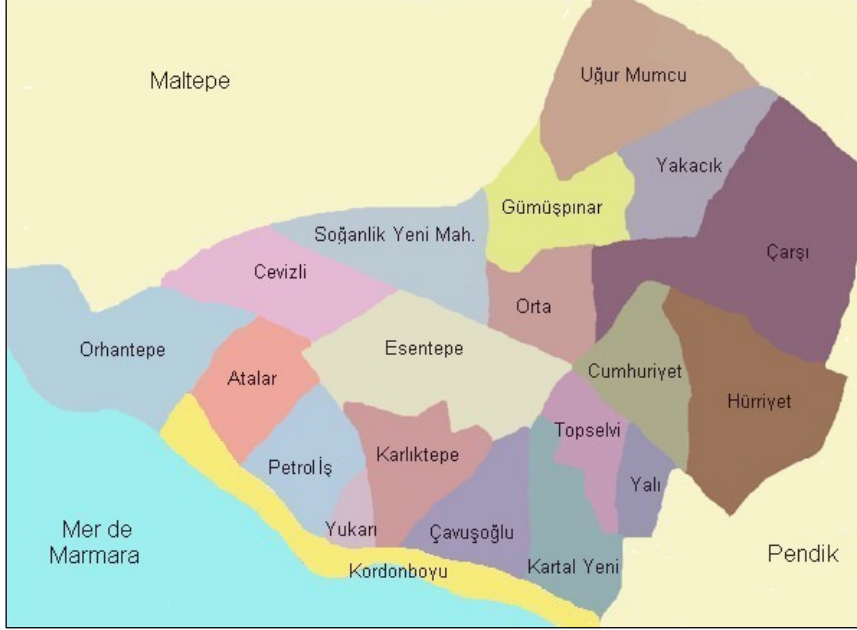 Uğur Mumcu
Maltepe
Yakacık
Gümüşpınar
Soğanlik Yeni Mah.
Çarşı
Cevizli
Orta
Orhantepe
Esentepe
Cumhuriyet
Atalar
Hürriyet
Topselvi
Karlıktepe
Petrol İş
Yalı
Mer de
Marmara
Yukarı
Çavuşoğlu
Pendik
Kartal Yeni
Kordonboyu